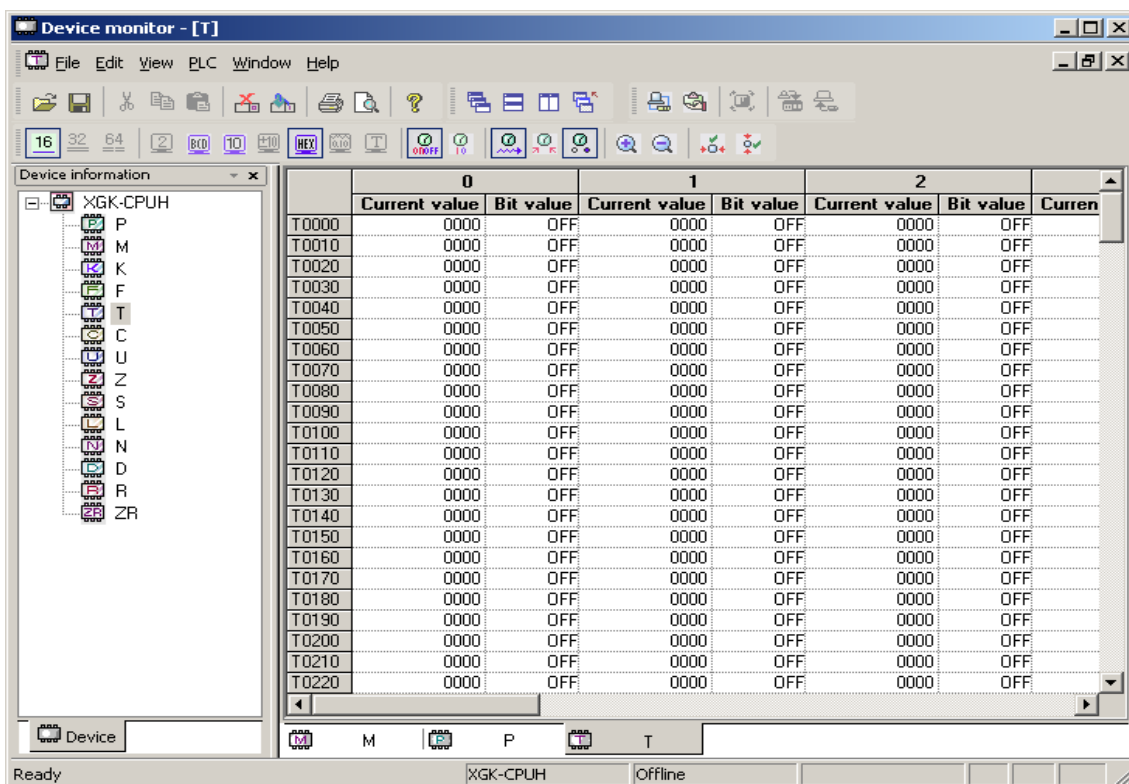 Device monitor - [T]
File Edit View PLC Window Help
16 32 64 2 BCD 10 ±10 HEX T
Device information
XGK-CPUH
P
M
K
F
T
C
U
Z
S
L
N
D
R
ZR
Device
0 1 2
Current value Bit value Current value Bit value Current value Bit value Curren
T0000 0000 OFF 0000 OFF 0000 OFF
T0010 0000 OFF 0000 OFF 0000 OFF
T0020 0000 OFF 0000 OFF 0000 OFF
T0030 0000 OFF 0000 OFF 0000 OFF
T0040 0000 OFF 0000 OFF 0000 OFF
T0050 0000 OFF 0000 OFF 0000 OFF
T0060 0000 OFF 0000 OFF 0000 OFF
T0070 0000 OFF 0000 OFF 0000 OFF
T0080 0000 OFF 0000 OFF 0000 OFF
T0090 0000 OFF 0000 OFF 0000 OFF
T0100 0000 OFF 0000 OFF 0000 OFF
T0110 0000 OFF 0000 OFF 0000 OFF
T0120 0000 OFF 0000 OFF 0000 OFF
T0130 0000 OFF 0000 OFF 0000 OFF
T0140 0000 OFF 0000 OFF 0000 OFF
T0150 0000 OFF 0000 OFF 0000 OFF
T0160 0000 OFF 0000 OFF 0000 OFF
T0170 0000 OFF 0000 OFF 0000 OFF
T0180 0000 OFF 0000 OFF 0000 OFF
T0190 0000 OFF 0000 OFF 0000 OFF
T0200 0000 OFF 0000 OFF 0000 OFF
T0210 0000 OFF 0000 OFF 0000 OFF
T0220 0000 OFF 0000 OFF 0000 OFF
M M P P T T
Ready XGK-CPUH Offline